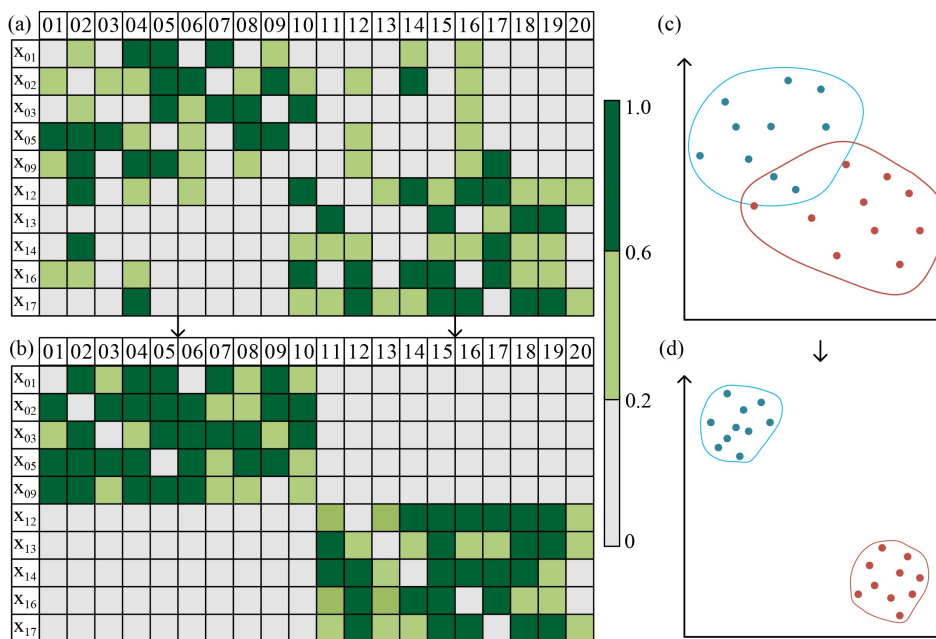 (a) 01 02 03 04 05 06 07 08 09 10 11 12 13 14 15 16 17 18 19 20
x01
x02
x03
x05
x09
x12
x13
x14
x16
x17
(b) 01 02 03 04 05 06 07 08 09 10 11 12 13 14 15 16 17 18 19 20
x01
x02
x03
x05
x09
x12
x13
x14
x16
x17
1.0
0.6
0.2
0
(c)
(d)